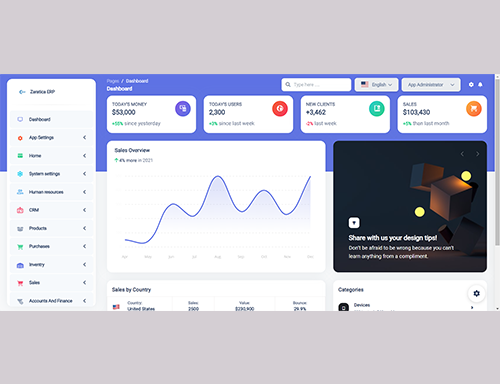 Zaretica ERP
Dashboard
App Settings
Home
System settings
Human resources
CRM
Products
Purchases
Inventry
Sales
Accounts And Finance
Pages / Dashboard
Dashboard
Type here ...
English
App Administrator
TODAY'S MONEY
$53,000
+55% since yesterday
TODAY'S USERS
2,300
+3% since last week
NEW CLIENTS
+3,462
-2% last week
SALES
$103,430
+5% than last month
Sales Overview
4% more in 2021
Apr May Jun Jul Aug Sep Oct Nov Dec
Share with us your design tips!
Don't be afraid to be wrong because you can't
learn anything from a compliment.
Sales by Country
Country: Sales: Value: Bounce:
United States 2500 $230,900 29.9%
Categories
Devices